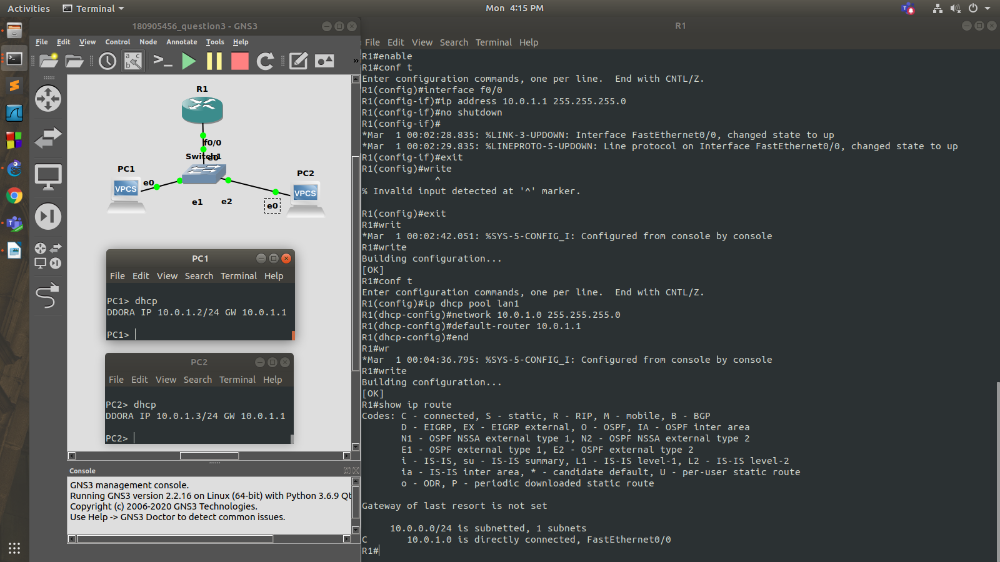 Activities
Terminal
Mon 4:15 PM
180905456_question3 - GNS3
File Edit View Control Node Annotate Tools Help
R1
f0/0
Switch1
e0
PC1
e0
VPCS
PC2
VPCS
e1
e2
e0
PC1
File Edit View Search Terminal Help
PC1> dhcp
DDORA IP 10.0.1.2/24 GW 10.0.1.1
PC1>
PC2
File Edit View Search Terminal Help
PC2> dhcp
DDORA IP 10.0.1.3/24 GW 10.0.1.1
PC2>
Console
GNS3 management console.
Running GNS3 version 2.2.16 on Linux (64-bit) with Python 3.6.9 Qt
Copyright (c) 2006-2020 GNS3 Technologies.
Use Help -> GNS3 Doctor to detect common issues.
R1
File Edit View Search Terminal Help
R1#enable
R1#conf t
Enter configuration commands, one per line.  End with CNTL/Z.
R1(config)#interface f0/0
R1(config-if)#ip address 10.0.1.1 255.255.255.0
R1(config-if)#no shutdown
R1(config-if)#
*Mar  1 00:02:28.835: %LINK-3-UPDOWN: Interface FastEthernet0/0, changed state to up
*Mar  1 00:02:29.835: %LINEPROTO-5-UPDOWN: Line protocol on Interface FastEthernet0/0, changed state to up
R1(config-if)#exit
R1(config)#write
^
% Invalid input detected at '^' marker.
R1(config)#exit
R1#writ
*Mar  1 00:02:42.051: %SYS-5-CONFIG_I: Configured from console by console
R1#write
Building configuration...
[OK]
R1#conf t
Enter configuration commands, one per line.  End with CNTL/Z.
R1(config)#ip dhcp pool lan1
R1(dhcp-config)#network 10.0.1.0 255.255.255.0
R1(dhcp-config)#default-router 10.0.1.1
R1(dhcp-config)#end
R1#wr
*Mar  1 00:04:36.795: %SYS-5-CONFIG_I: Configured from console by console
R1#write
Building configuration...
[OK]
R1#show ip route
Codes: C - connected, S - static, R - RIP, M - mobile, B - BGP
D - EIGRP, EX - EIGRP external, O - OSPF, IA - OSPF inter area
N1 - OSPF NSSA external type 1, N2 - OSPF NSSA external type 2
E1 - OSPF external type 1, E2 - OSPF external type 2
i - IS-IS, su - IS-IS summary, L1 - IS-IS level-1, L2 - IS-IS level-2
ia - IS-IS inter area, * - candidate default, U - per-user static route
o - ODR, P - periodic downloaded static route
Gateway of last resort is not set
10.0.0.0/24 is subnetted, 1 subnets
C       10.0.1.0 is directly connected, FastEthernet0/0
R1#